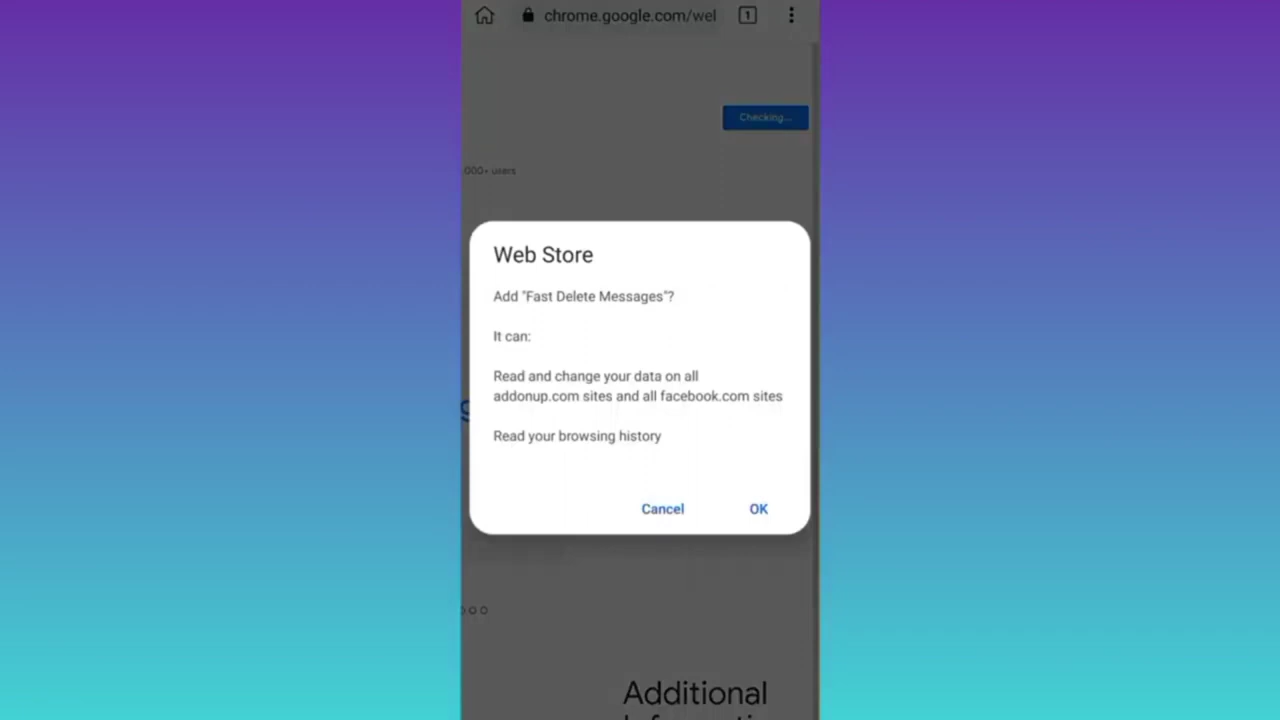 chrome.google.com/wel 1
Checking...
,000+ users
Web Store
Add "Fast Delete Messages"?
It can:
Read and change your data on all
addonup.com sites and all facebook.com sites
Read your browsing history
Cancel OK
Additional